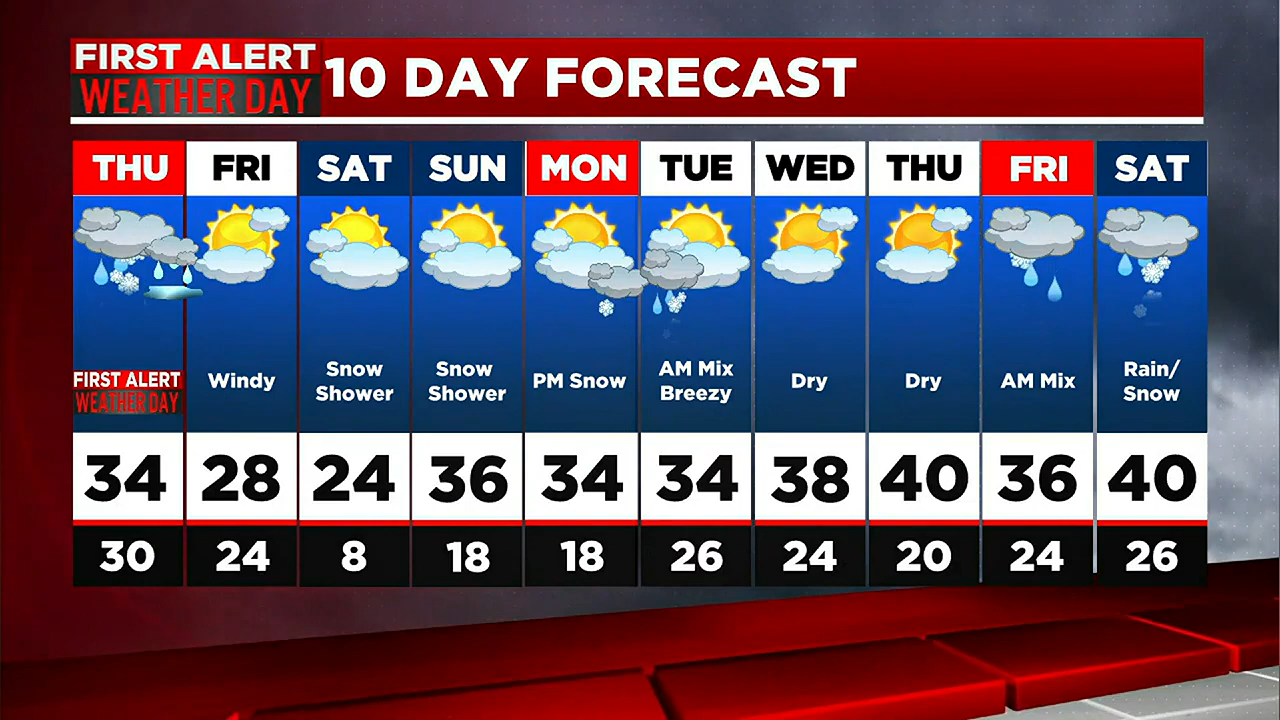 FIRST ALERT
WEATHER DAY
10 DAY FORECAST
THU FRI SAT SUN MON TUE WED THU FRI SAT
FIRST ALERT
WEATHER DAY
Windy
Snow
Shower
Snow
Shower
PM Snow
AM Mix
Breezy
Dry
Dry
AM Mix
Rain/
Snow
34 28 24 36 34 34 38 40 36 40
30 24 8 18 18 26 24 20 24 26